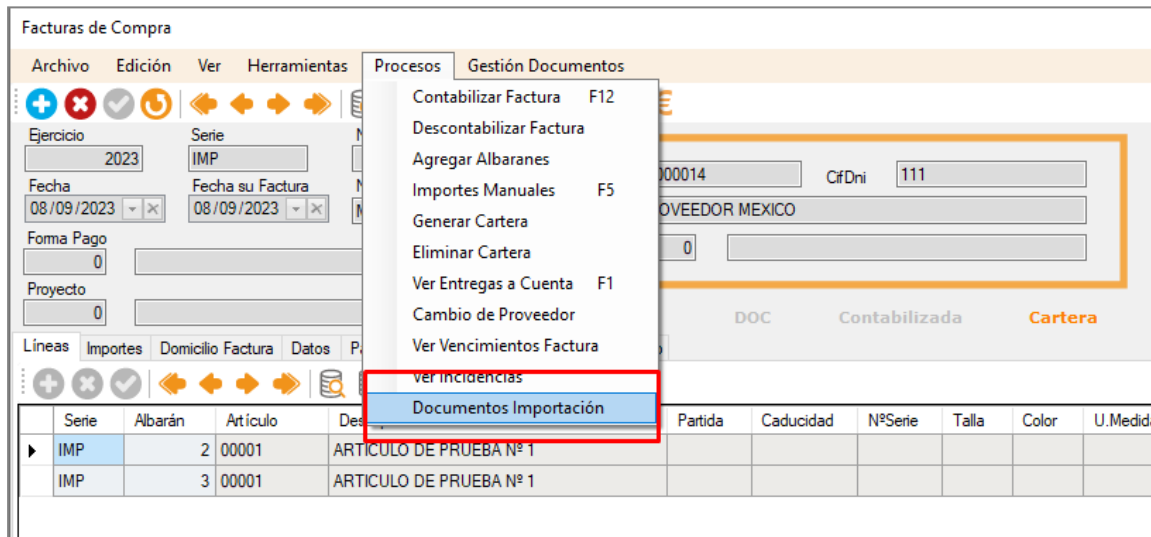 Facturas de Compra
Archivo Edición Ver Herramientas Procesos Gestión Documentos
Contabilizar Factura F12
Descontabilizar Factura
Agregar Albaranes
Importes Manuales F5
Generar Cartera
Eliminar Cartera
Ver Entregas a Cuenta F1
Cambio de Proveedor
Ver Vencimientos Factura
Ver Incidencias
Documentos Importación
Ejercicio Serie
2023 IMP
000014 CifDni 111
Fecha Fecha su Factura
08/09/2023 08/09/2023
OVEEDOR MEXICO
Forma Pago
0
0
Proyecto
0
DOC Contabilizada Cartera
Líneas Importes Domicilio Factura Datos
Serie Albarán Artículo Partida Caducidad NºSerie Talla Color U.Medida
IMP 2 00001 ARTICULO DE PRUEBA Nº 1
IMP 3 00001 ARTICULO DE PRUEBA Nº 1